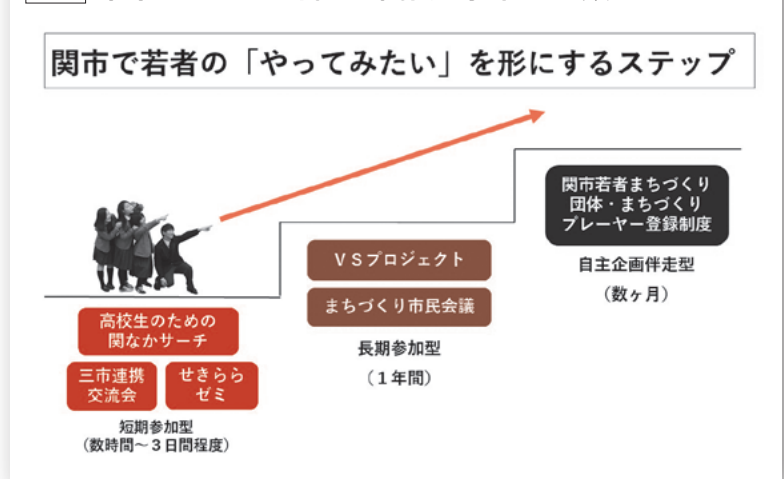 関市で若者の「やってみたい」を形にするステップ
関市若者まちづくり
団体・まちづくり
プレーヤー登録制度
自主企画伴走型
（数ヶ月）
ＶＳプロジェクト
まちづくり市民会議
長期参加型
（１年間）
高校生のための
関なかサーチ
三市連携
交流会
せきらら
ゼミ
短期参加型
（数時間～３日間程度）